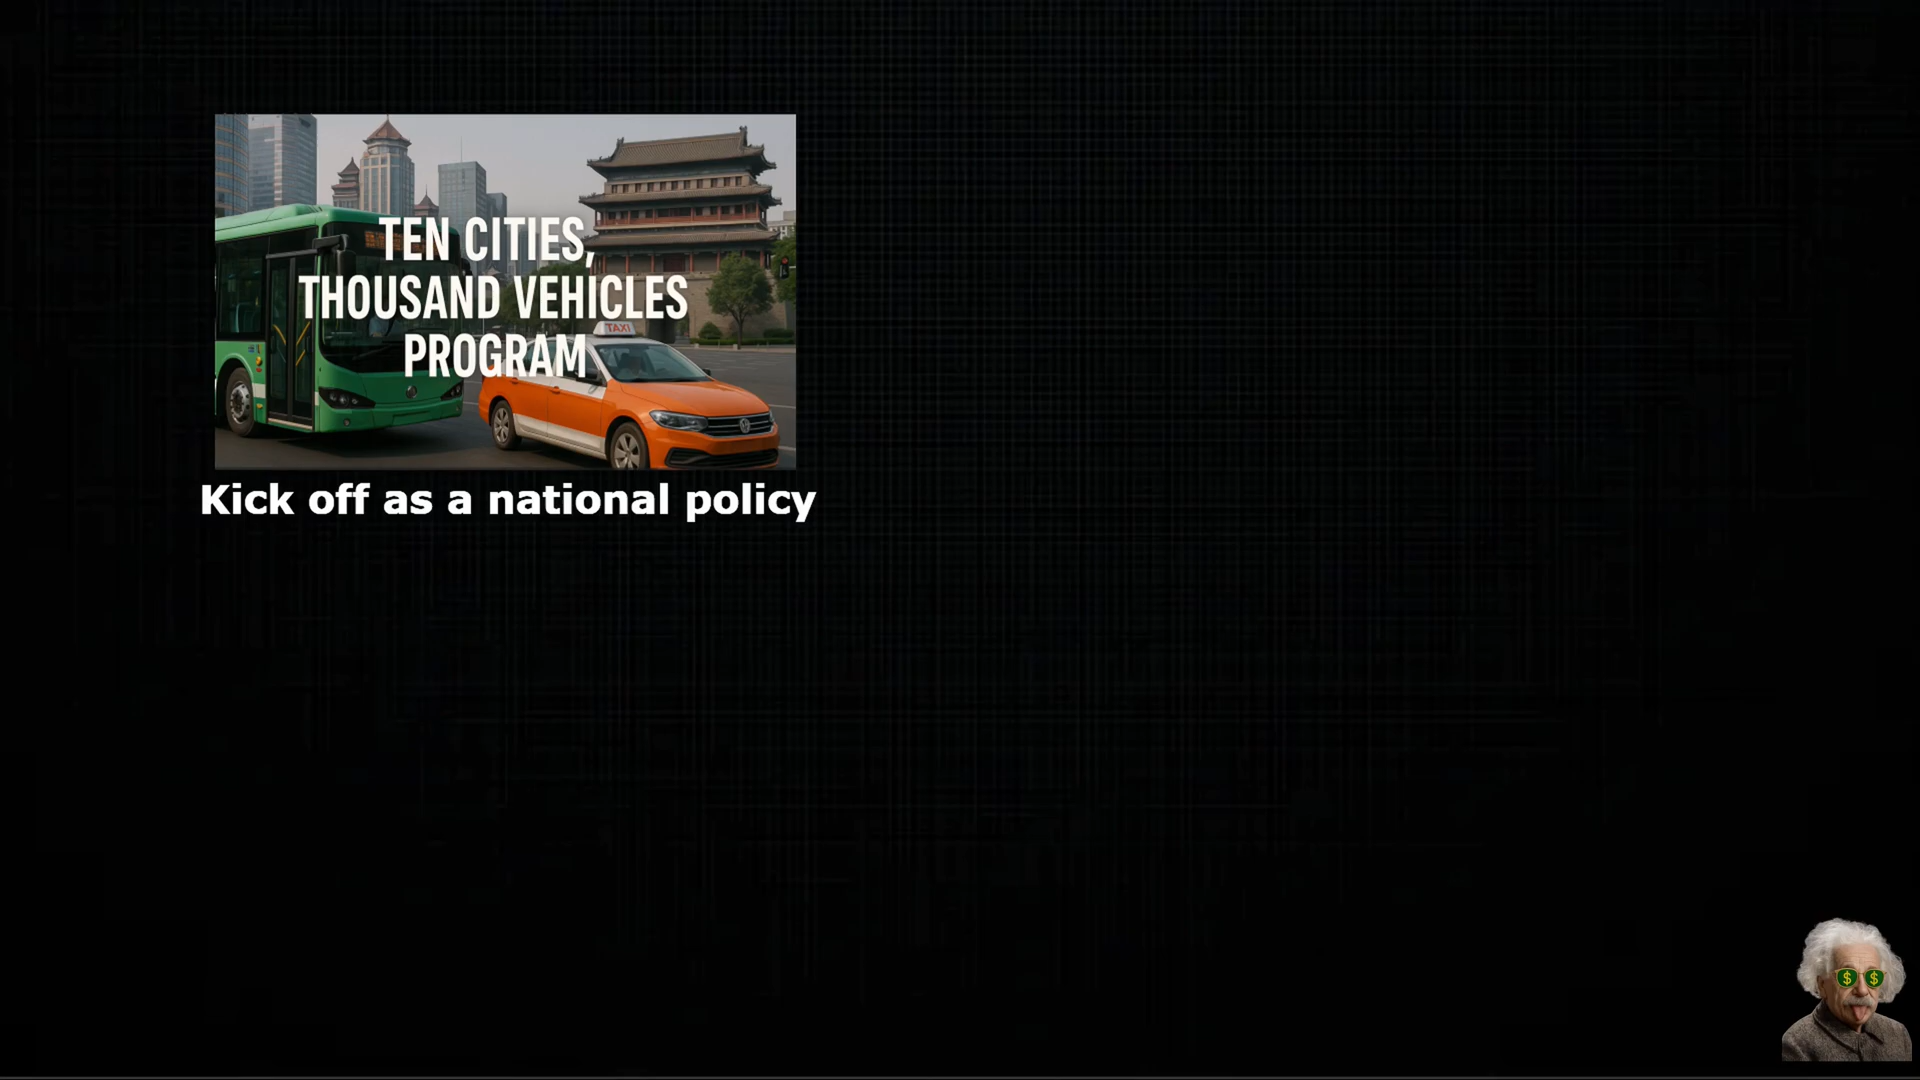 TEN CITIES,
THOUSAND VEHICLES
PROGRAM
TAXI
Kick off as a national policy
$ $